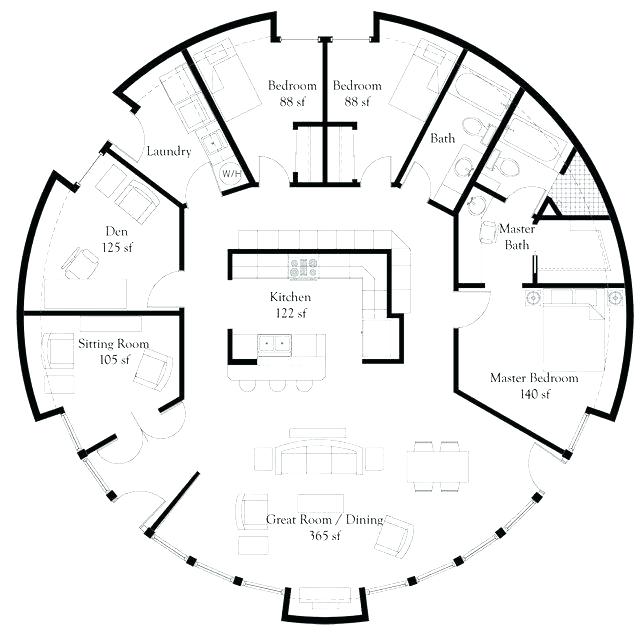 Bedroom
88 sf
Bedroom
88 sf
Bath
Laundry
W/H
Den
125 sf
Master
Bath
Kitchen
122 sf
Sitting Room
105 sf
Master Bedroom
140 sf
Great Room / Dining
365 sf